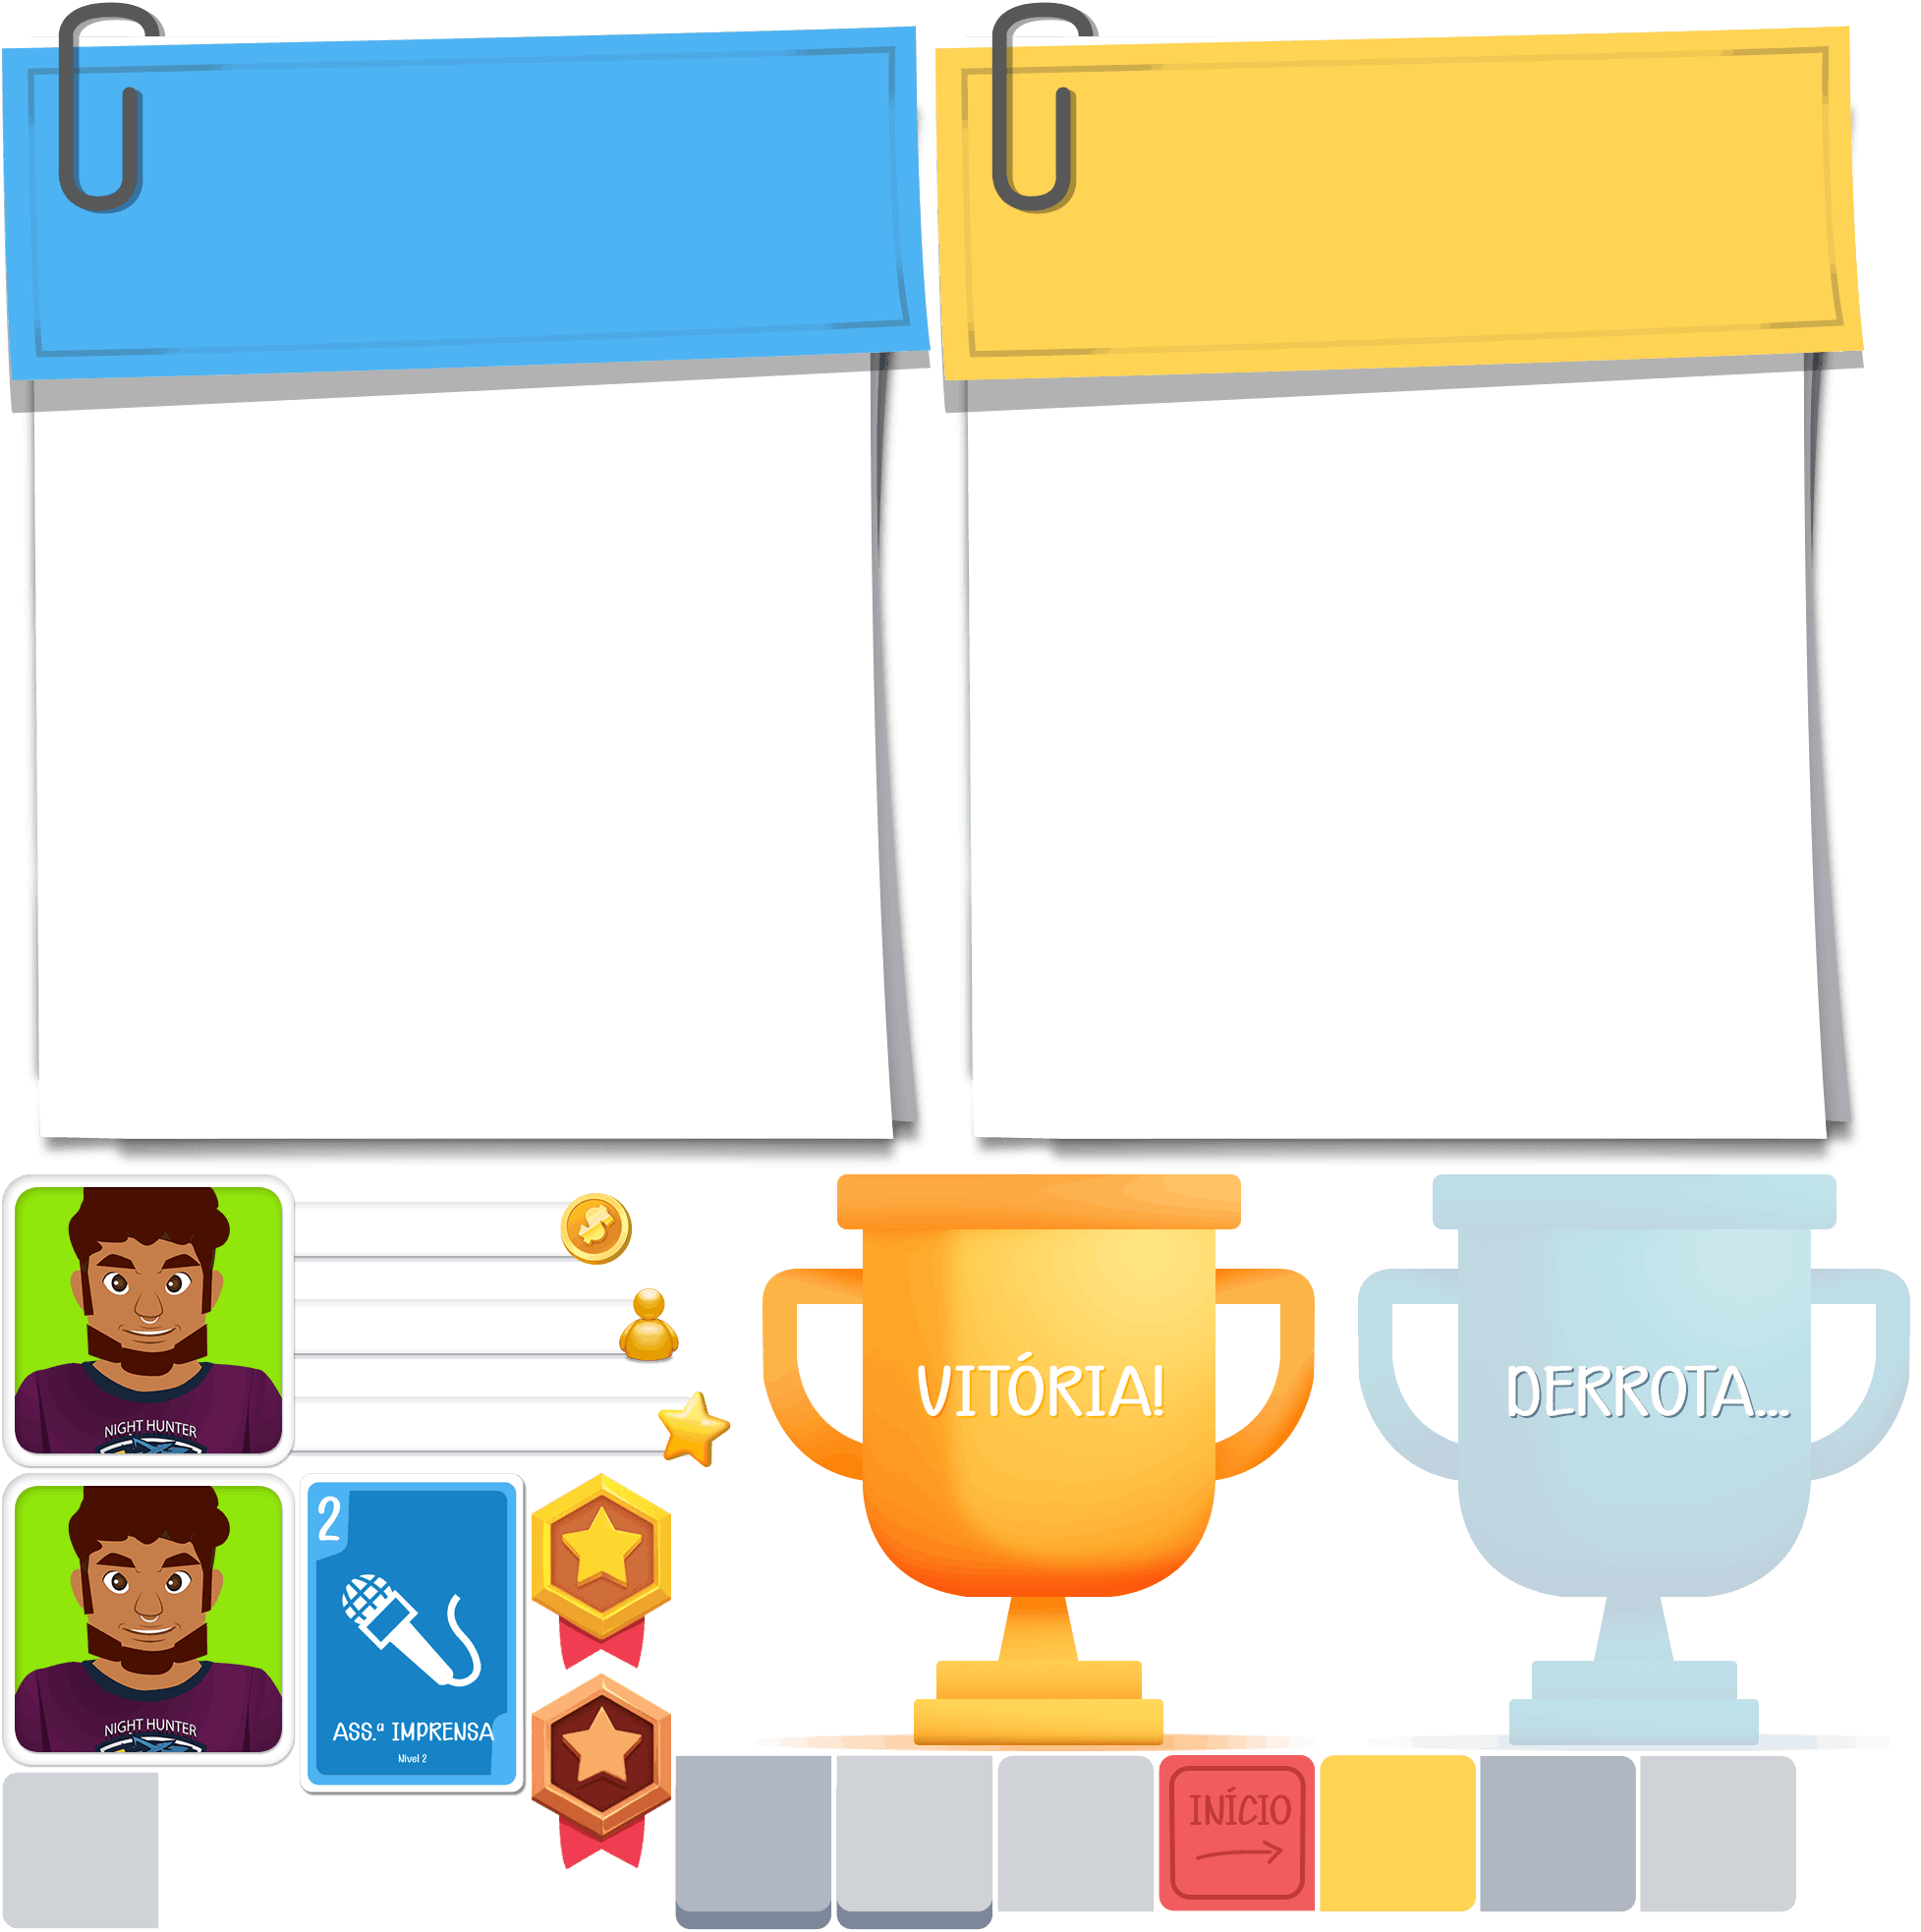 VITÓRIA!
DERROTA...
NIGHT HUNTER
2
ASS.ª IMPRENSA
Nível 2
NIGHT HUNTER
INÍCIO